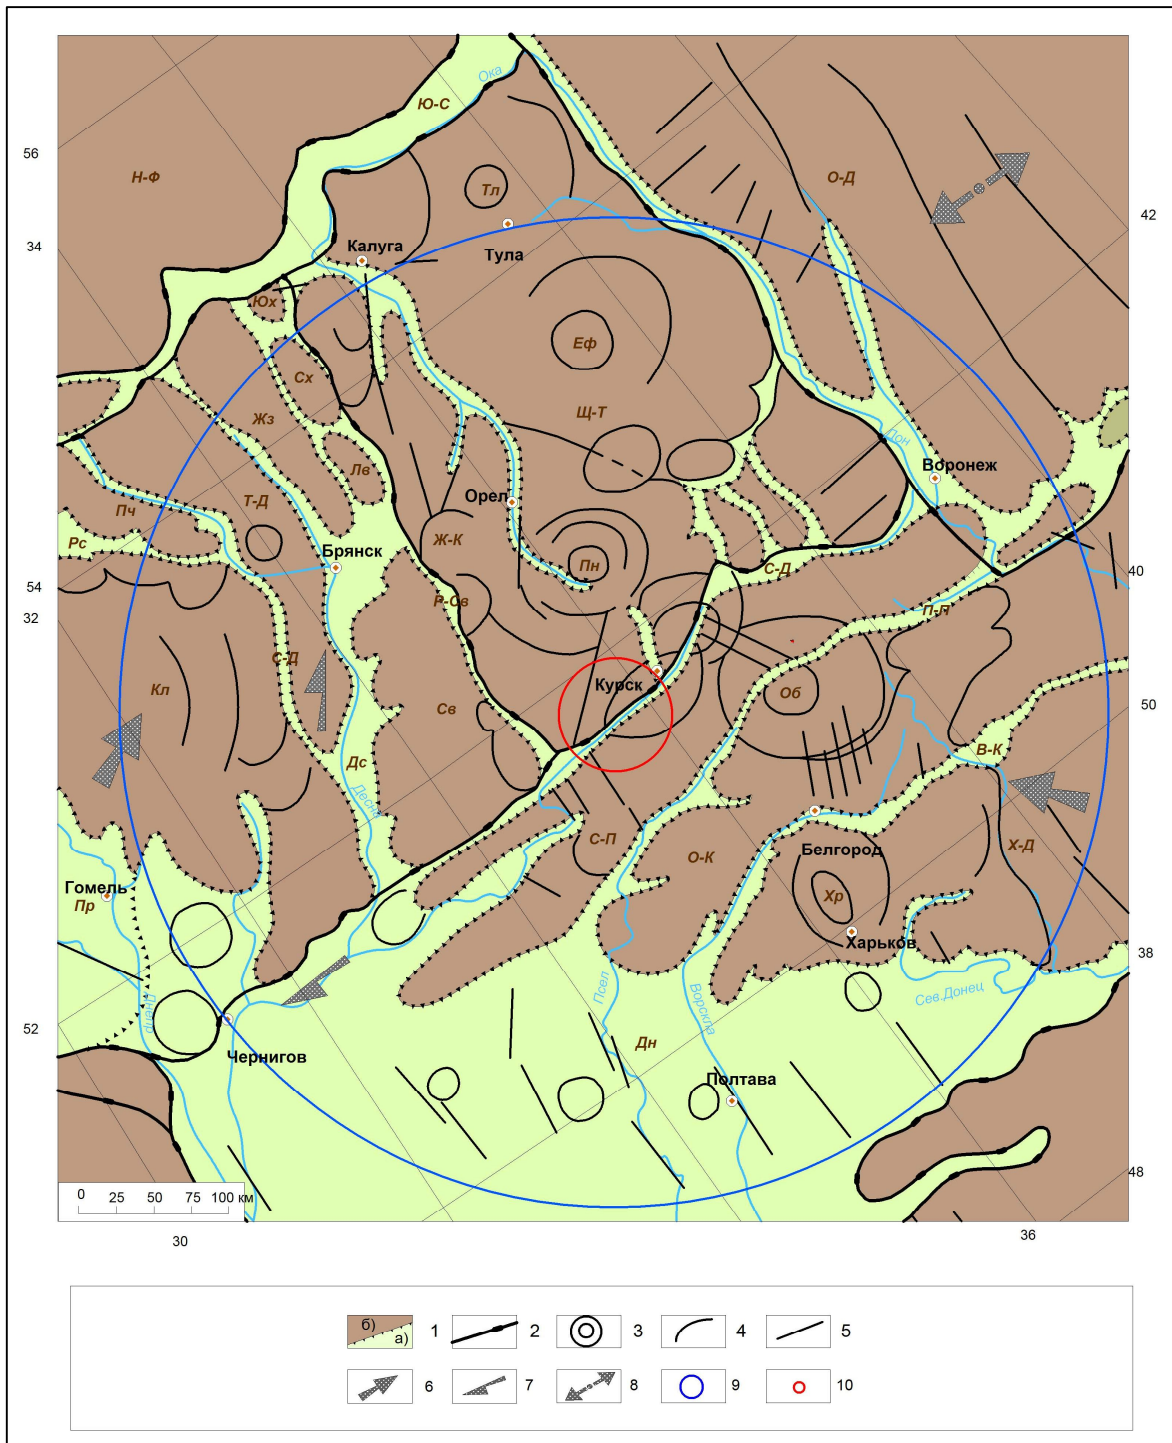 Ока
Ю-С
56
Н-Ф
О-Д
Тл
42
34
Калуга
Тула
Юх
Еф
Сх
Щ-Т
Жз
Дон
Лв
Воронеж
Т-Д
Орел
Пч
Ж-К
Рс
Брянск
Пн
С-Д
40
54
Р-Св
П-П
32
С-Д
Курск
Кл
Об
Св
50
В-К
Дс
Десна
С-П
О-К
Белгород
Х-Д
Гомель
Пр
Хр
Харьков
38
Сев.Донец
Псел
Ворскла
Днепр
52
Чернигов
Дн
Полтава
48
0 25 50 75 100 км
30
36
б)
а)
1 2 3 4 5
6 7 8 9 10